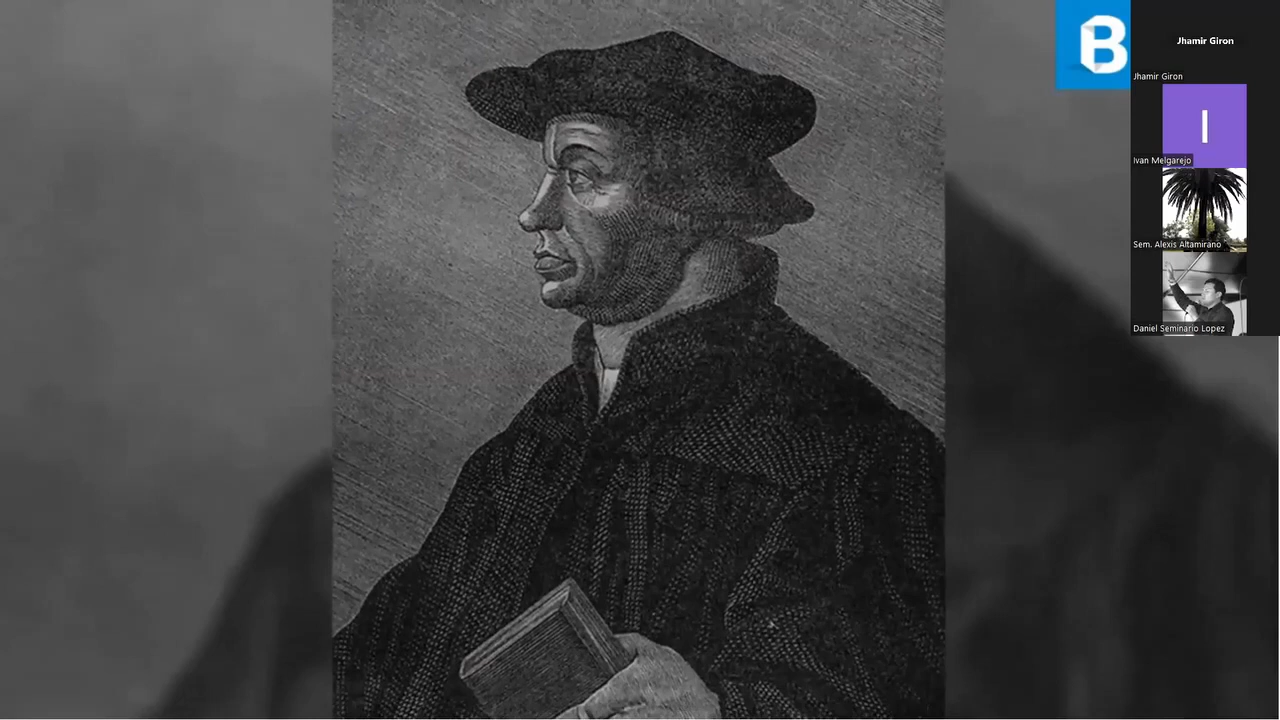 B
Jhamir Giron
Jhamir Giron
I
Ivan Melgarejo
Sem. Alexis Altamirano
Daniel Seminario Lopez